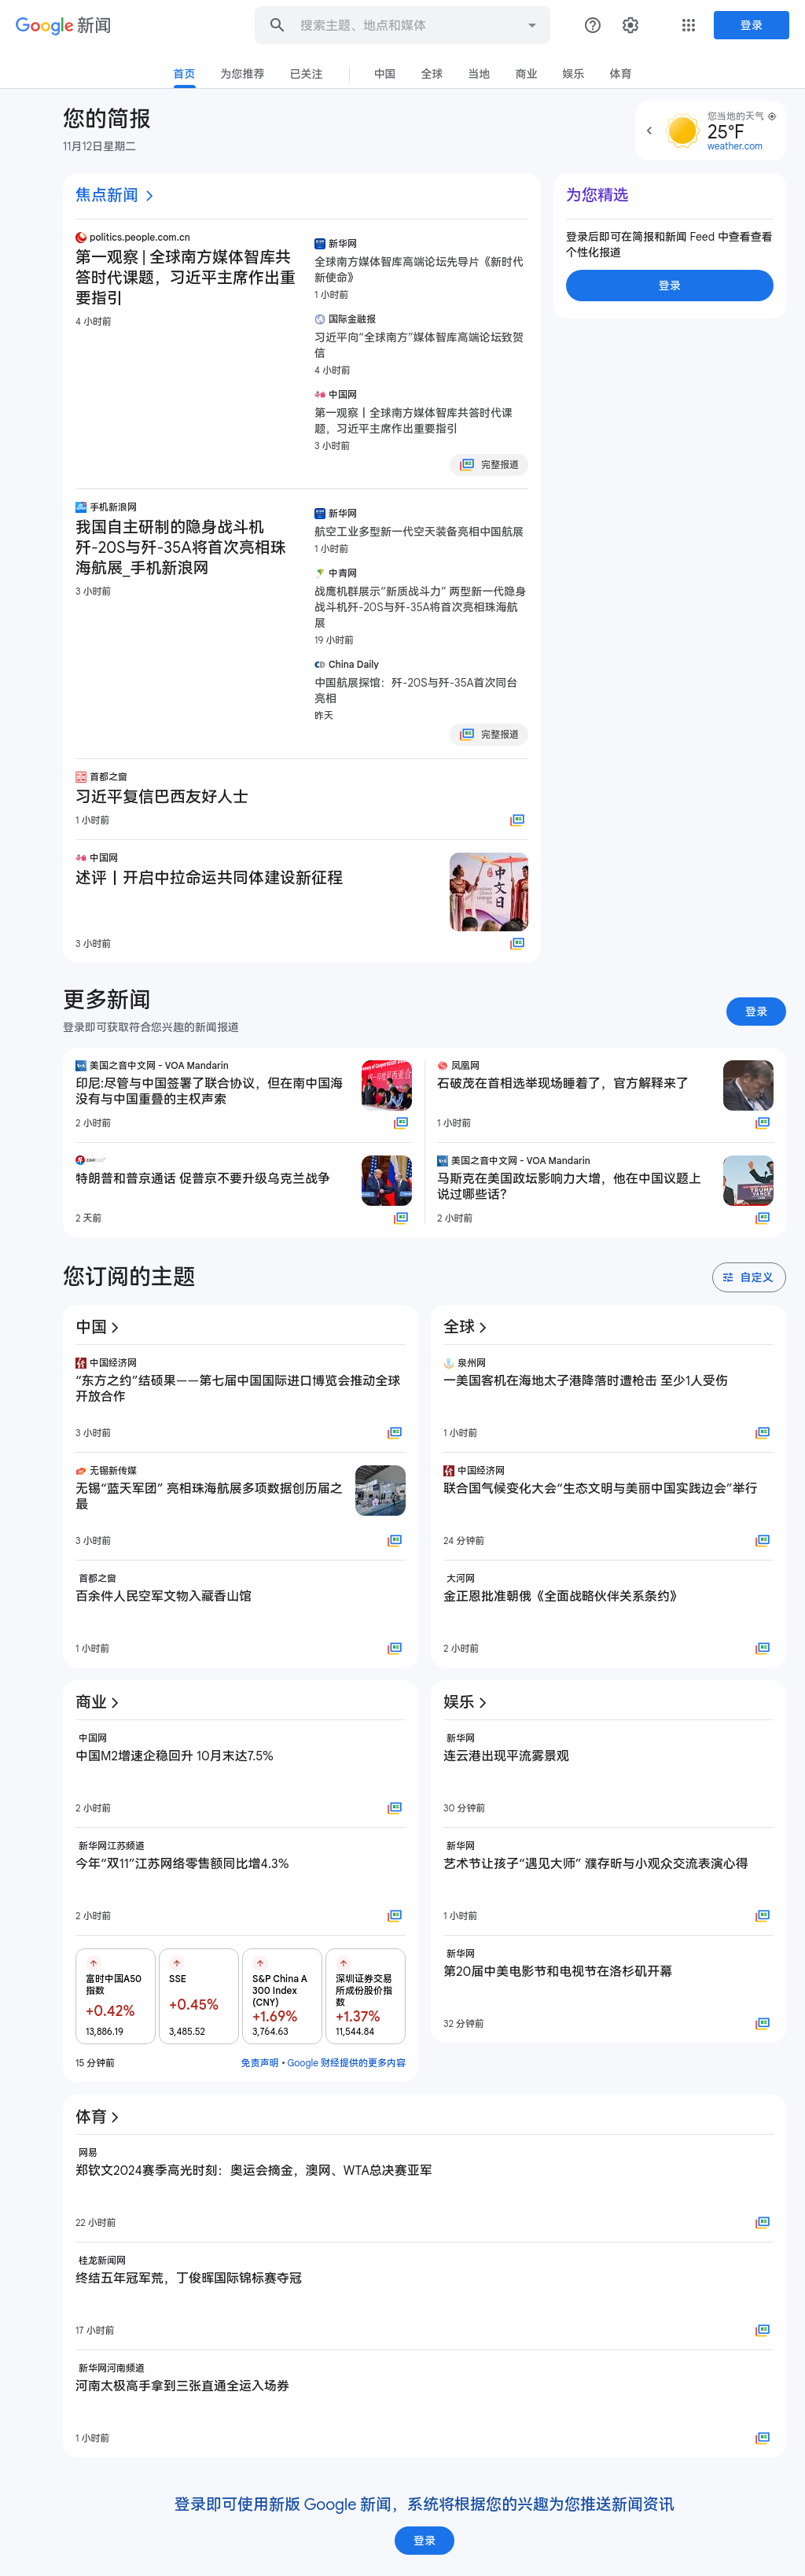 Google 新闻
搜索主题、地点和媒体
登录
首页 为您推荐 已关注 中国 全球 当地 商业 娱乐 体育
您的简报
11月12日星期二
您当地的天气
25°F
weather.com
焦点新闻
politics.people.com.cn
第一观察 | 全球南方媒体智库共
答时代课题，习近平主席作出重
要指引
4 小时前
新华网
全球南方媒体智库高端论坛先导片《新时代
新使命》
1 小时前
国际金融报
习近平向“全球南方”媒体智库高端论坛致贺
信
4 小时前
中国网
第一观察丨全球南方媒体智库共答时代课
题，习近平主席作出重要指引
3 小时前
完整报道
手机新浪网
我国自主研制的隐身战斗机
歼-20S与歼-35A将首次亮相珠
海航展_手机新浪网
3 小时前
新华网
航空工业多型新一代空天装备亮相中国航展
1 小时前
中青网
战鹰机群展示“新质战斗力” 两型新一代隐身
战斗机歼-20S与歼-35A将首次亮相珠海航
展
19 小时前
China Daily
中国航展探馆：歼-20S与歼-35A首次同台
亮相
昨天
完整报道
首都之窗
习近平复信巴西友好人士
1 小时前
中国网
述评丨开启中拉命运共同体建设新征程
中文日
3 小时前
为您精选
登录后即可在简报和新闻 Feed 中查看查看
个性化报道
登录
更多新闻
登录即可获取符合您兴趣的新闻报道
登录
美国之音中文网 - VOA Mandarin
印尼:尽管与中国签署了联合协议，但在南中国海
没有与中国重叠的主权声索
2 小时前
凤凰网
石破茂在首相选举现场睡着了，官方解释来了
1 小时前
特朗普和普京通话 促普京不要升级乌克兰战争
2 天前
美国之音中文网 - VOA Mandarin
马斯克在美国政坛影响力大增，他在中国议题上
说过哪些话？
TRUMP
VANCE
2 小时前
您订阅的主题
自定义
中国
中国经济网
“东方之约”结硕果——第七届中国国际进口博览会推动全球
开放合作
3 小时前
无锡新传媒
无锡“蓝天军团” 亮相珠海航展多项数据创历届之
最
3 小时前
首都之窗
百余件人民空军文物入藏香山馆
1 小时前
全球
泉州网
一美国客机在海地太子港降落时遭枪击 至少1人受伤
1 小时前
中国经济网
联合国气候变化大会“生态文明与美丽中国实践边会”举行
24 分钟前
大河网
金正恩批准朝俄《全面战略伙伴关系条约》
2 小时前
商业
中国网
中国M2增速企稳回升 10月末达7.5%
2 小时前
新华网江苏频道
今年“双11”江苏网络零售额同比增4.3%
2 小时前
富时中国A50
指数
+0.42%
13,886.19
SSE
+0.45%
3,485.52
S&P China A
300 Index
(CNY)
+1.69%
3,764.63
深圳证券交易
所成份股价指
数
+1.37%
11,544.84
15 分钟前
免责声明 • Google 财经提供的更多内容
娱乐
新华网
连云港出现平流雾景观
30 分钟前
新华网
艺术节让孩子“遇见大师” 濮存昕与小观众交流表演心得
1 小时前
新华网
第20届中美电影节和电视节在洛杉矶开幕
32 分钟前
体育
网易
郑钦文2024赛季高光时刻：奥运会摘金，澳网、WTA总决赛亚军
22 小时前
桂龙新闻网
终结五年冠军荒，丁俊晖国际锦标赛夺冠
17 小时前
新华网河南频道
河南太极高手拿到三张直通全运入场券
1 小时前
登录即可使用新版 Google 新闻，系统将根据您的兴趣为您推送新闻资讯
登录